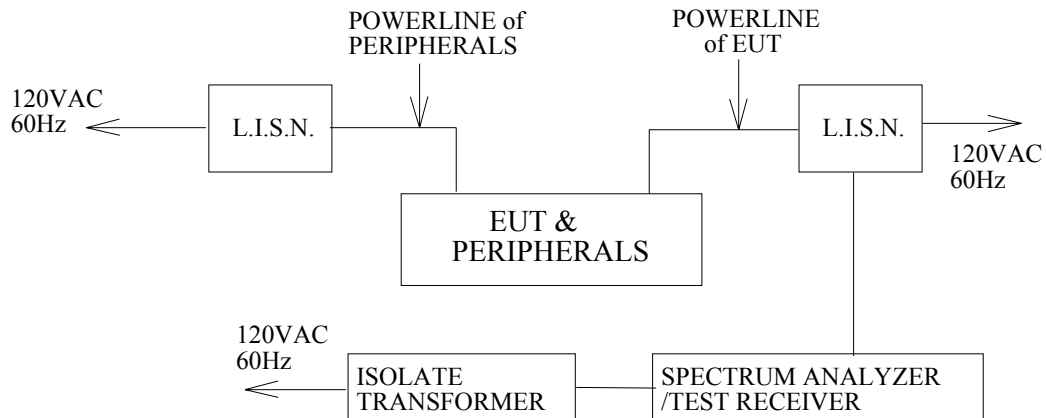 POWERLINE of
PERIPHERALS
POWERLINE
of EUT
120VAC
60Hz
L.I.S.N.
L.I.S.N.
120VAC
60Hz
EUT &
PERIPHERALS
120VAC
60Hz
ISOLATE
TRANSFORMER
SPECTRUM ANALYZER
/TEST RECEIVER